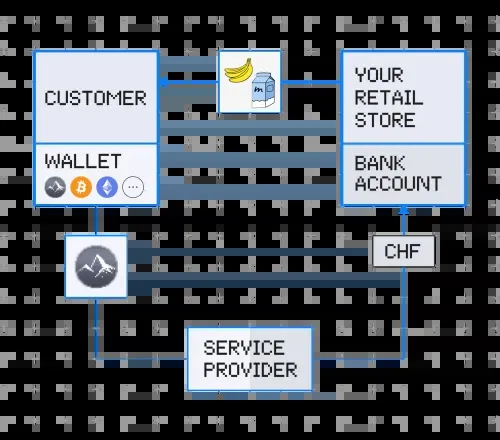 CUSTOMER
WALLET
YOUR
RETAIL
STORE
BANK
ACCOUNT
CHF
SERVICE
PROVIDER